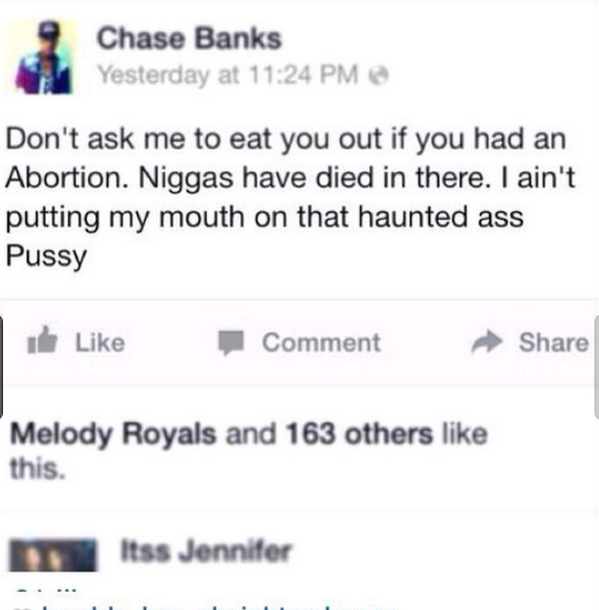 Chase Banks
Yesterday at 11:24 PM
Don't ask me to eat you out if you had an
Abortion. Niggas have died in there. I ain't
putting my mouth on that haunted ass
Pussy
Like Comment Share
Melody Royals and 163 others like
this.
Itss Jennifer